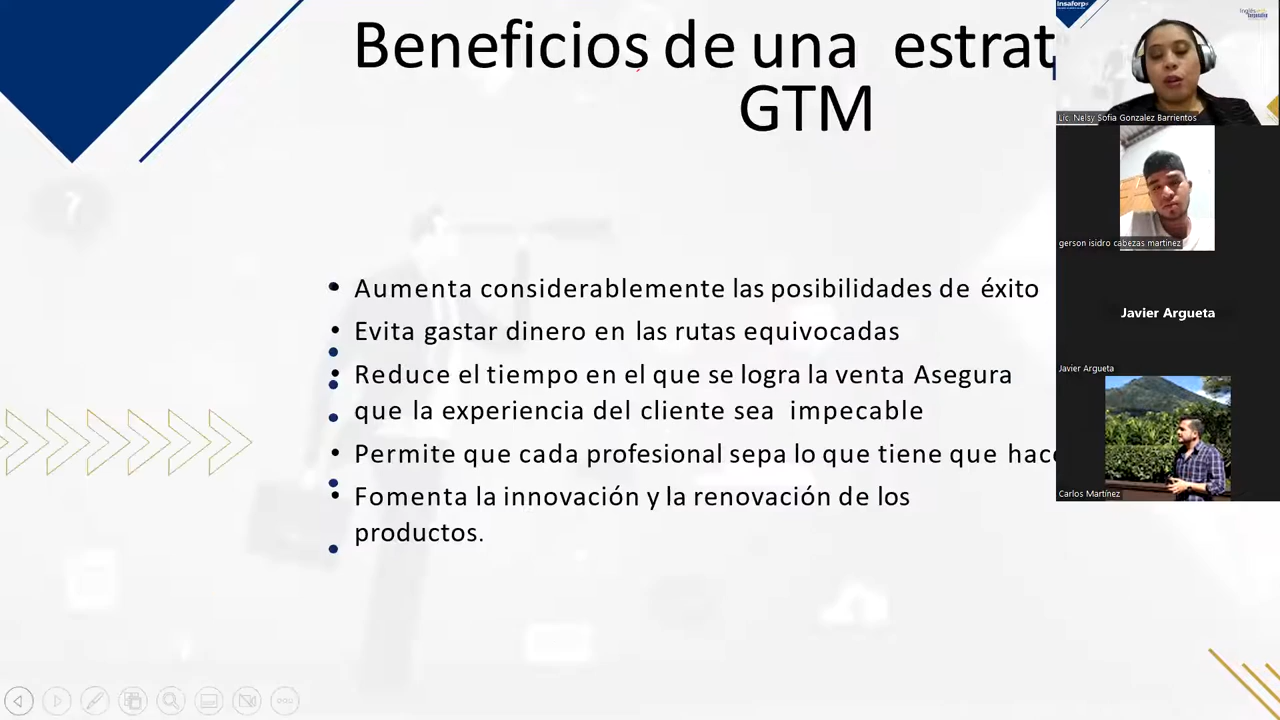 Beneficios de una estrat
GTM
• Aumenta considerablemente las posibilidades de éxito
• Evita gastar dinero en las rutas equivocadas
• Reduce el tiempo en el que se logra la venta Asegura
que la experiencia del cliente sea impecable
• Permite que cada profesional sepa lo que tiene que hace
• Fomenta la innovación y la renovación de los
productos.
Insaforp
Lic. Nelsy Sofia Gonzalez Barrientos
gerson isidro cabezas martinez
Javier Argueta
Javier Argueta
Carlos Martínez